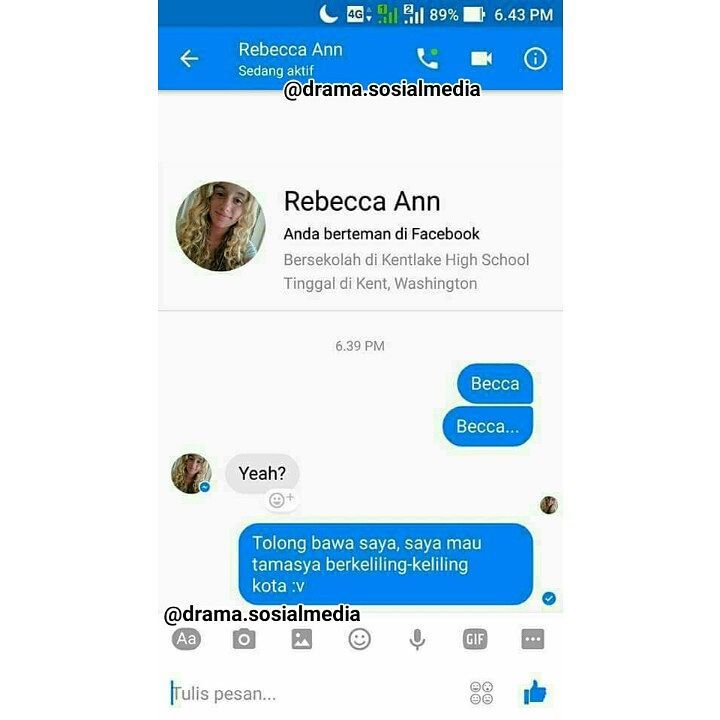 4G 1 2 89% 6.43 PM
Rebecca Ann
Sedang aktif
@drama.sosialmedia
Rebecca Ann
Anda berteman di Facebook
Bersekolah di Kentlake High School
Tinggal di Kent, Washington
6.39 PM
Becca
Becca...
Yeah?
Tolong bawa saya, saya mau
tamasya berkeliling-keliling
kota :v
@drama.sosialmedia
Aa GIF
Tulis pesan...